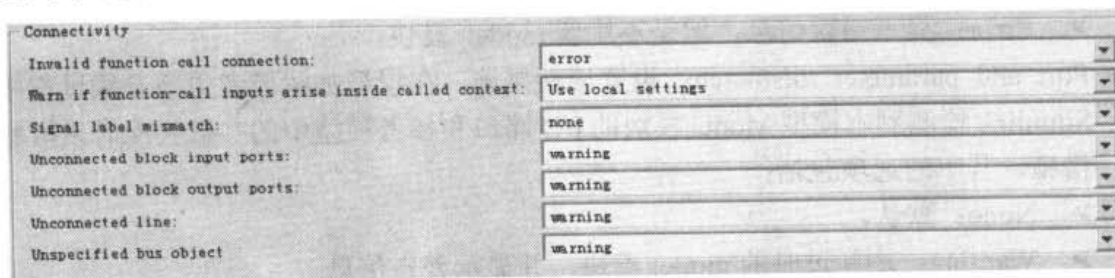 Connectivity
Invalid function call connection: error
Warn if function-call inputs arise inside called context: Use local settings
Signal label mismatch: none
Unconnected block input ports: warning
Unconnected block output ports: warning
Unconnected line: warning
Unspecified bus object warning